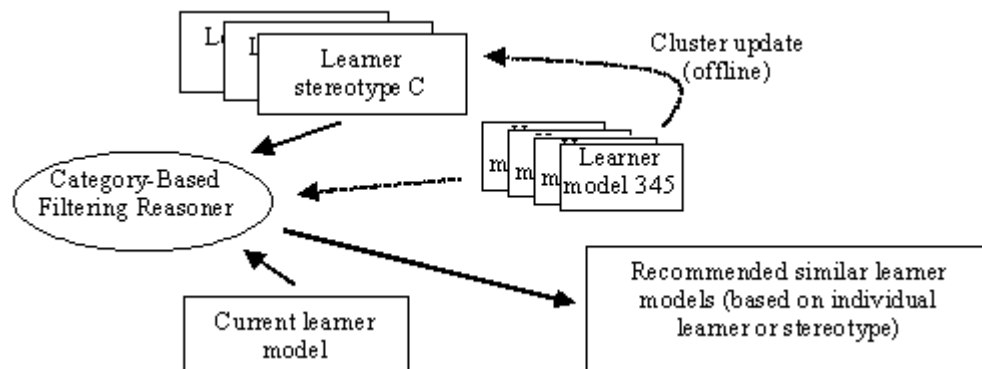 Le
L
Learner
stereotype C
Cluster update
(offline)
m
m
m
Learner
model 345
Category-Based
Filtering Reasoner
Recommended similar learner
models (based on individual
learner or stereotype)
Current learner
model